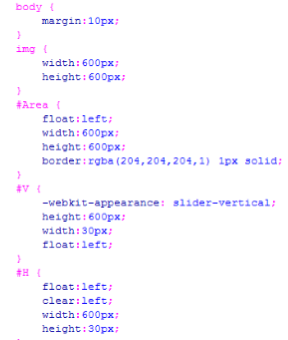 body {
    margin:10px;
}
img {
    width:600px;
    height:600px;
}
#Area {
    float:left;
    width:600px;
    height:600px;
    border:rgba(204,204,204,1) 1px solid;
}
#V {
    -webkit-appearance: slider-vertical;
    height:600px;
    width:30px;
    float:left;
}
#H {
    float:left;
    clear:left;
    width:600px;
    height:30px;
}